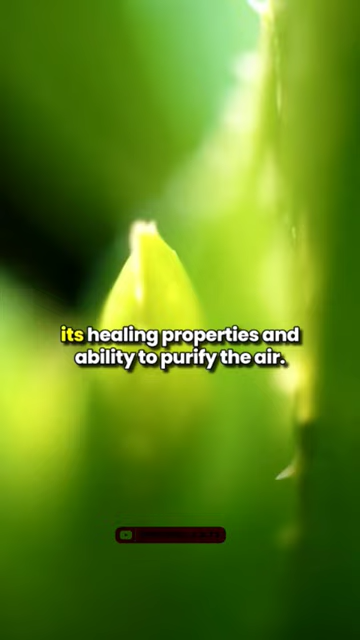 its healing properties and
ability to purify the air.